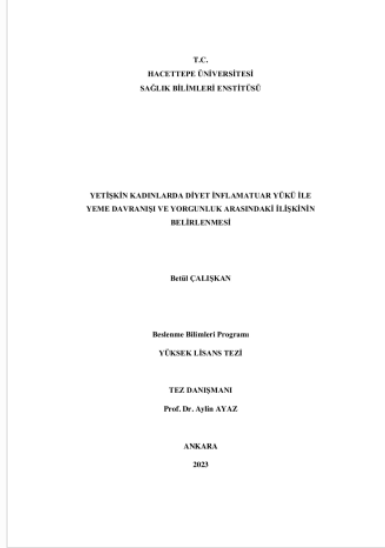 T.C.
HACETTEPE ÜNİVERSİTESİ
SAĞLIK BİLİMLERİ ENSTİTÜSÜ
YETİŞKİN KADINLARDA DİYET İNFLAMATUAR YÜKÜ İLE
YEME DAVRANIŞI VE YORGUNLUK ARASINDAKİ İLİŞKİNİN
BELİRLENMESİ
Betül ÇALIŞKAN
Beslenme Bilimleri Programı
YÜKSEK LİSANS TEZİ
TEZ DANIŞMANI
Prof. Dr. Aylin AYAZ
ANKARA
2023